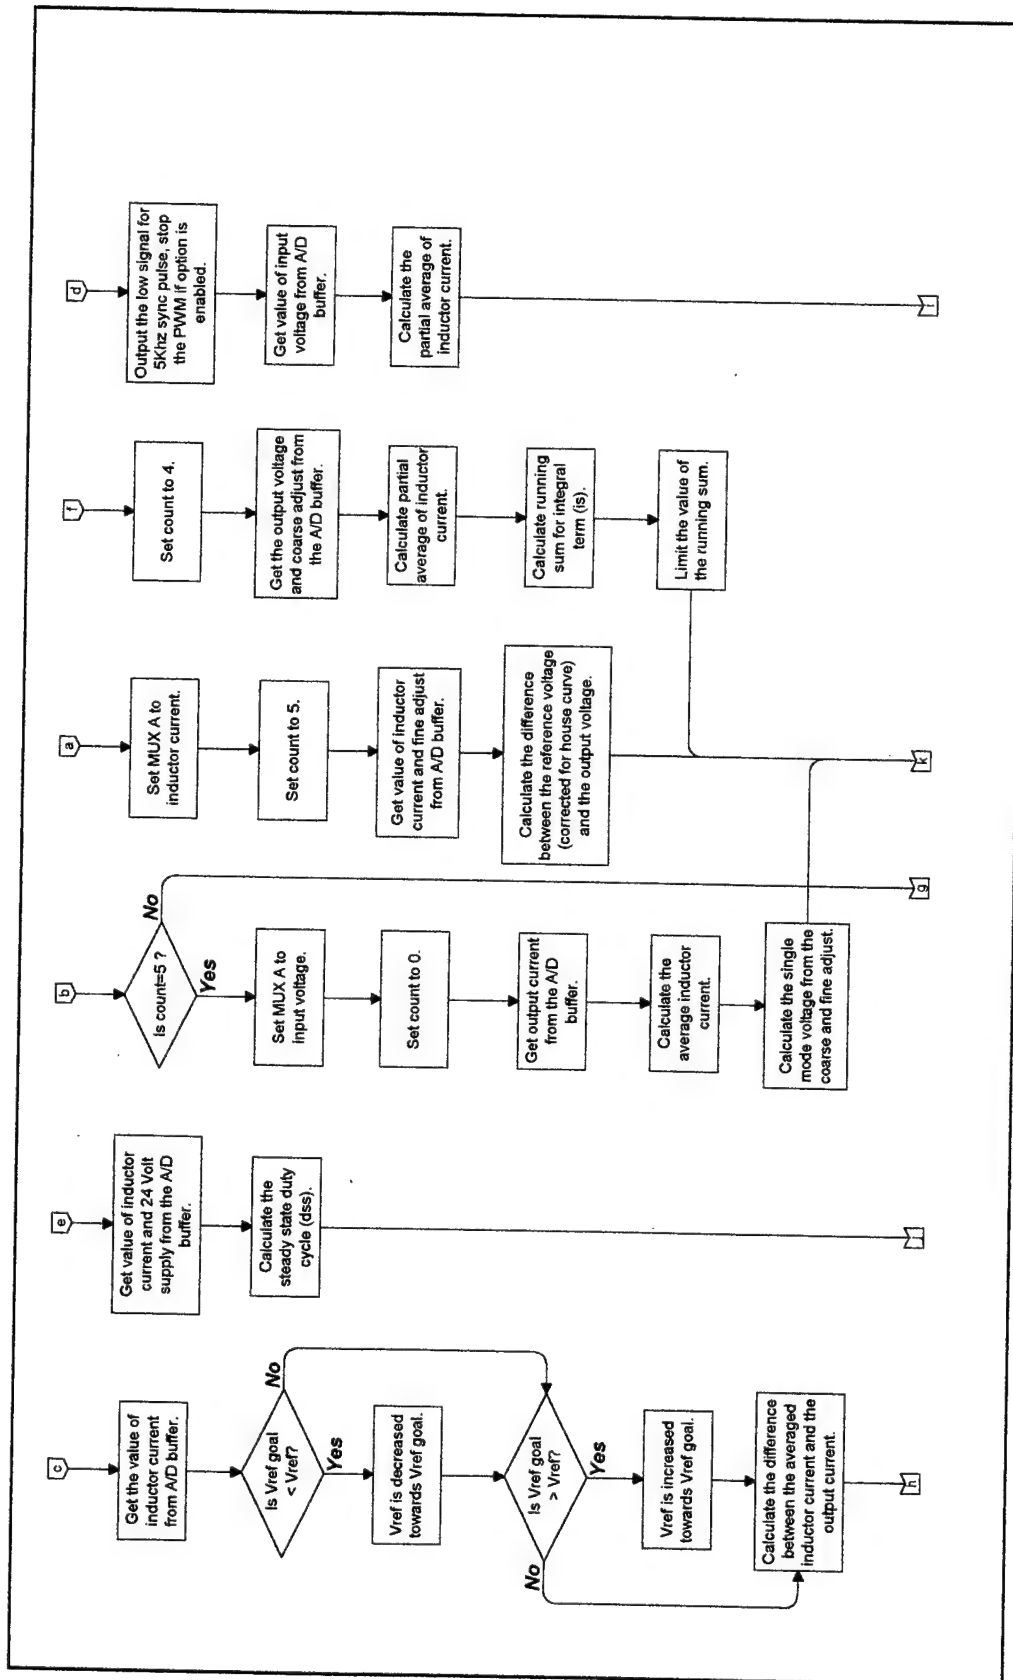 c
Get the value of
inductor current
from A/D buffer.
Is Vref goal
< Vref?
No
Yes
Vref is decreased
towards Vref goal.
Is Vref goal
> Vref?
No
Yes
Vref is increased
towards Vref goal.
Calculate the difference
between the averaged
inductor current and the
output current.
h
e
Get value of inductor
current and 24 Volt
supply from the A/D
buffer.
Calculate the
steady state duty
cycle (dss).
j
b
Is count=5 ?
No
Yes
Set MUX A to
input voltage.
Set count to 0.
Get output current
from the A/D
buffer.
Calculate the
average inductor
current.
Calculate the single
mode voltage from the
coarse and fine adjust.
g
a
Set MUX A to
inductor current.
Set count to 5.
Get value of inductor
current and fine adjust
from A/D buffer.
Calculate the difference
between the reference voltage
(corrected for house curve)
and the output voltage.
k
f
Set count to 4.
Get the output voltage
and coarse adjust from
the A/D buffer.
Calculate partial
average of inductor
current.
Calculate running
sum for integral
term (is).
Limit the value of
the running sum.
d
Output the low signal for
5Khz sync pulse, stop
the PWM if option is
enabled.
Get value of input
voltage from A/D
buffer.
Calculate the
partial average of
inductor current.
i